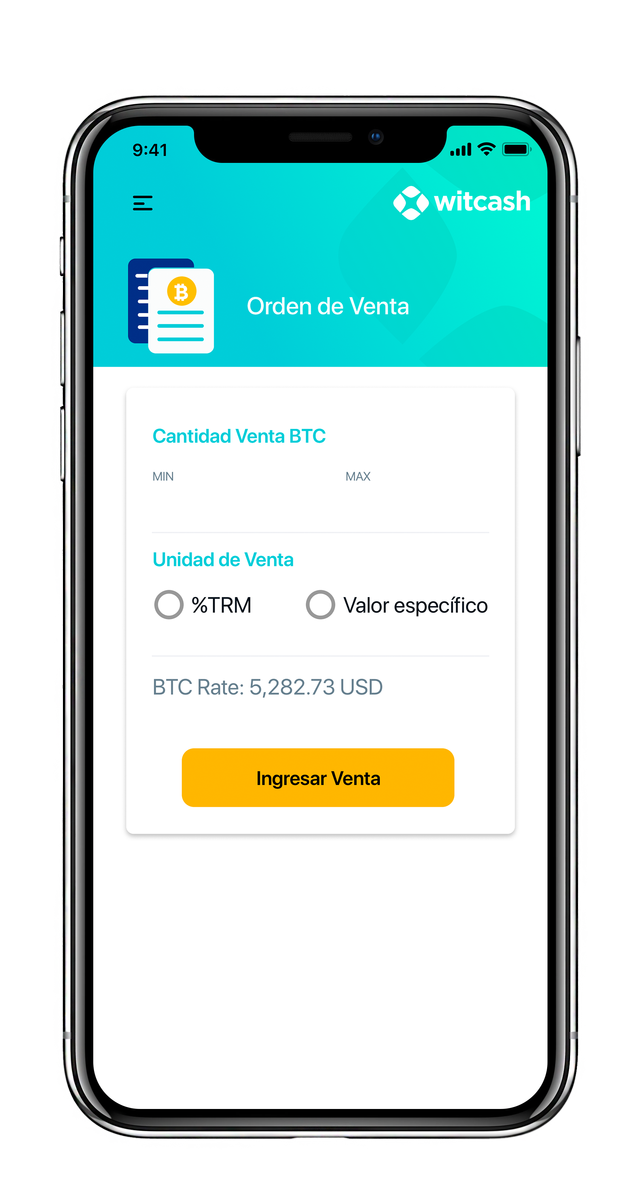 9:41
witcash
Orden de Venta
Cantidad Venta BTC
MIN MAX
Unidad de Venta
%TRM Valor específico
BTC Rate: 5,282.73 USD
Ingresar Venta